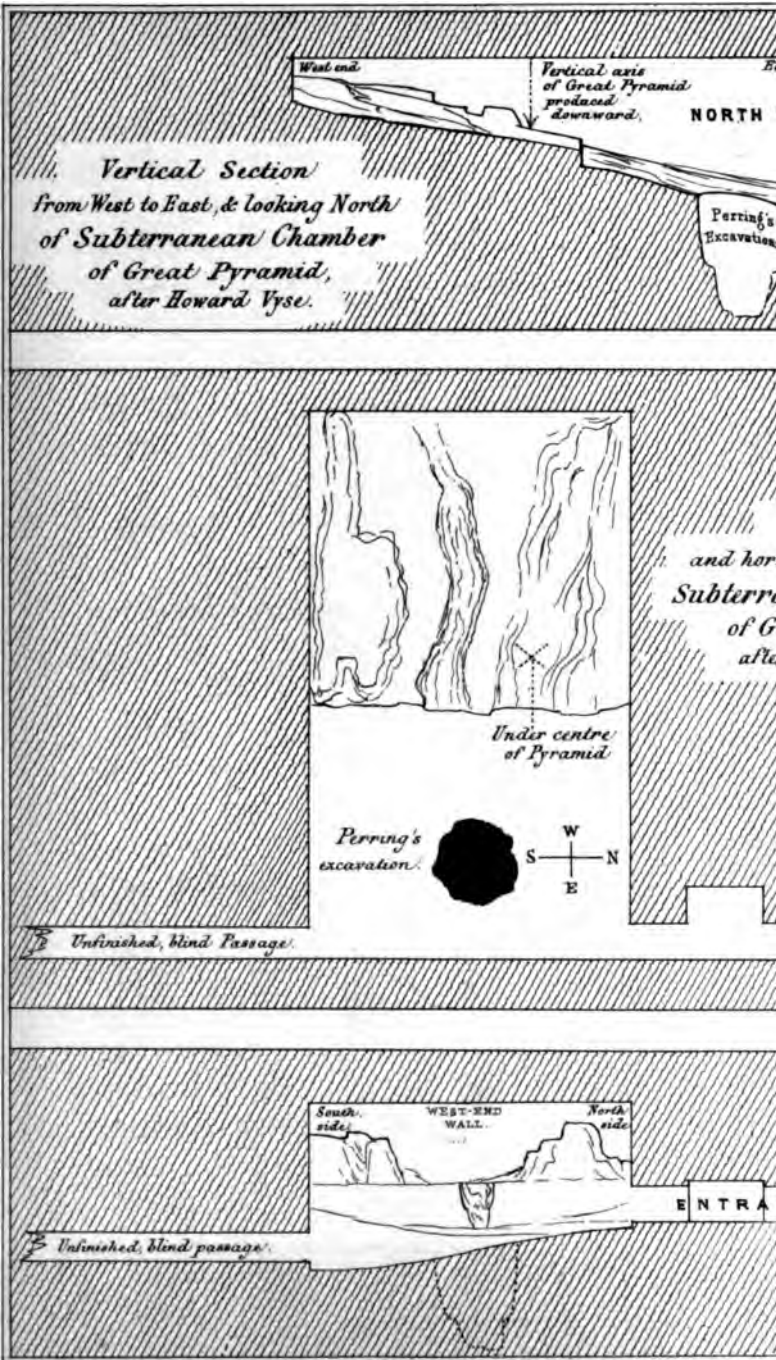 West end
Vertical axis
of Great Pyramid
produced
downward.
NORTH
Vertical Section
from West to East, & looking North
of Subterranean Chamber
of Great Pyramid,
after Howard Vyse.
Perring's
Excavation
and hor
Subterra
of G
afte
Under centre
of Pyramid
Perring's
excavation.
W
S N
E
Unfinished, blind Passage.
South side
WEST-END
WALL.
North side
ENTRA
Unfinished, blind passage.